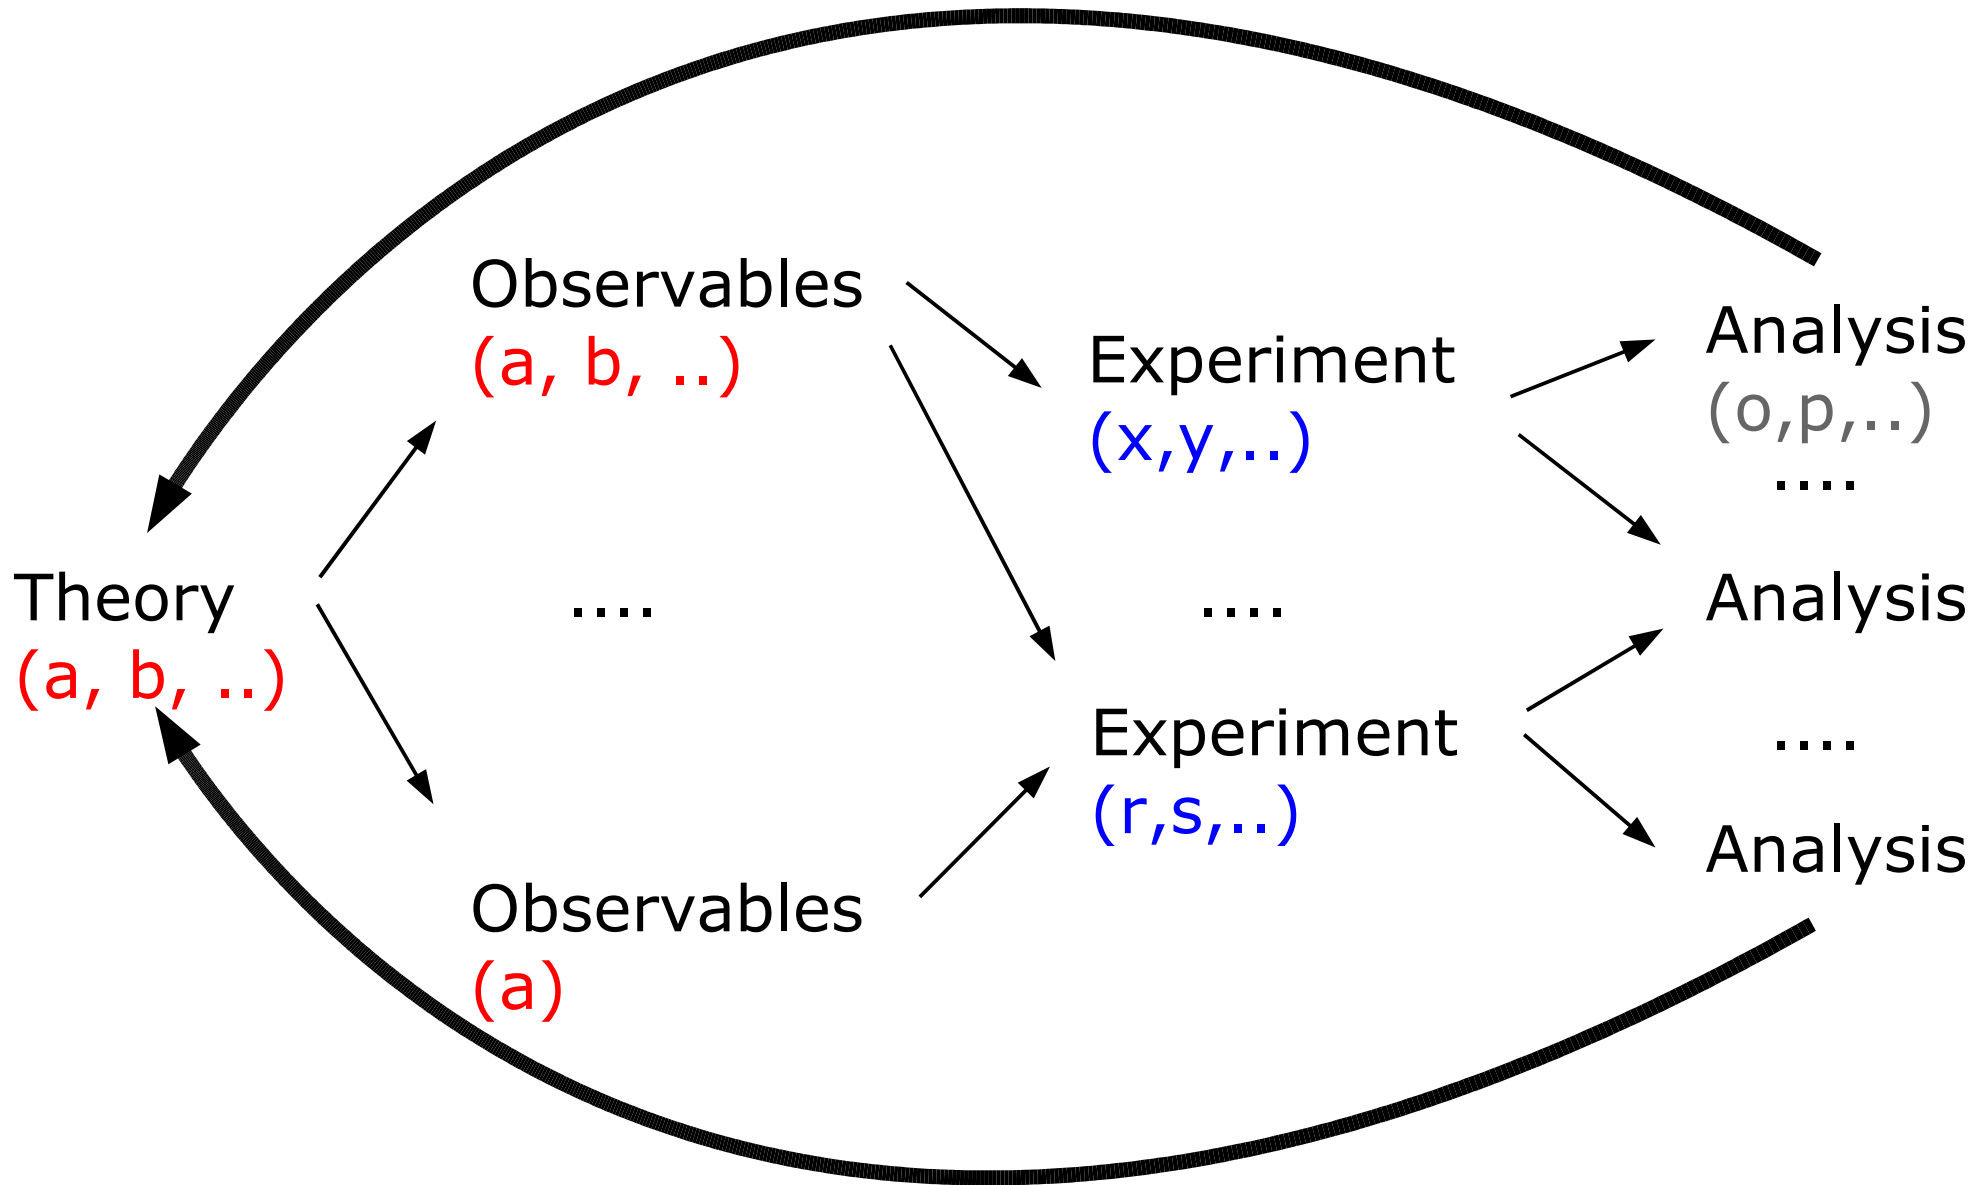 Observables
(a, b, ..)
Experiment
(x,y,..)
Analysis
(o,p,..)
....
Theory
(a, b, ..)
....
....
Analysis
Experiment
(r,s,..)
....
Analysis
Observables
(a)